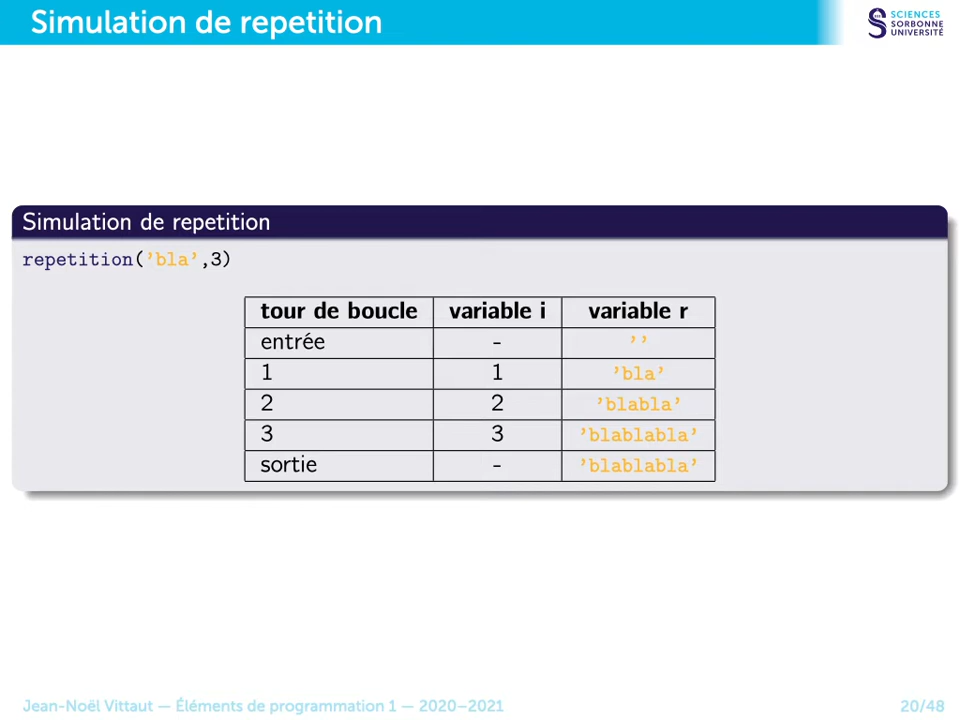 Simulation de repetition
SCIENCES
SORBONNE
UNIVERSITÉ
Simulation de repetition
repetition('bla',3)
tour de boucle variable i variable r
entrée - ''
1 1 'bla'
2 2 'blabla'
3 3 'blablabla'
sortie - 'blablabla'
Jean-Noël Vittaut — Éléments de programmation 1 — 2020–2021 20/48